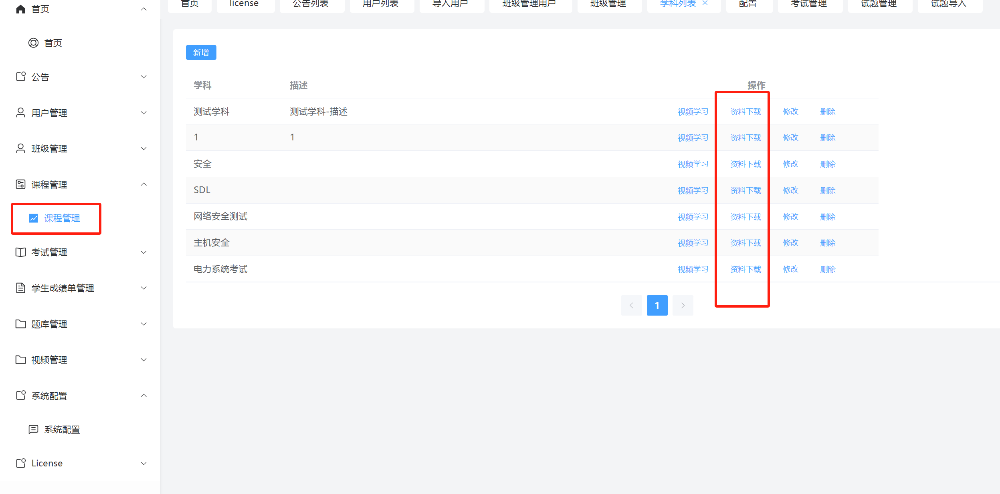 首页
首页
公告
用户管理
班级管理
课程管理
课程管理
考试管理
学生成绩单管理
题库管理
视频管理
系统配置
系统配置
License
首页 license 公告列表 用户列表 导入用户 班级管理用户 班级管理 学科列表 配置 考试管理 试题管理 试题导入
新增
学科 描述 操作
测试学科 测试学科-描述 视频学习 资料下载 修改 删除
1 1 视频学习 资料下载 修改 删除
安全 视频学习 资料下载 修改 删除
SDL 视频学习 资料下载 修改 删除
网络安全测试 视频学习 资料下载 修改 删除
主机安全 视频学习 资料下载 修改 删除
电力系统考试 视频学习 资料下载 修改 删除
1